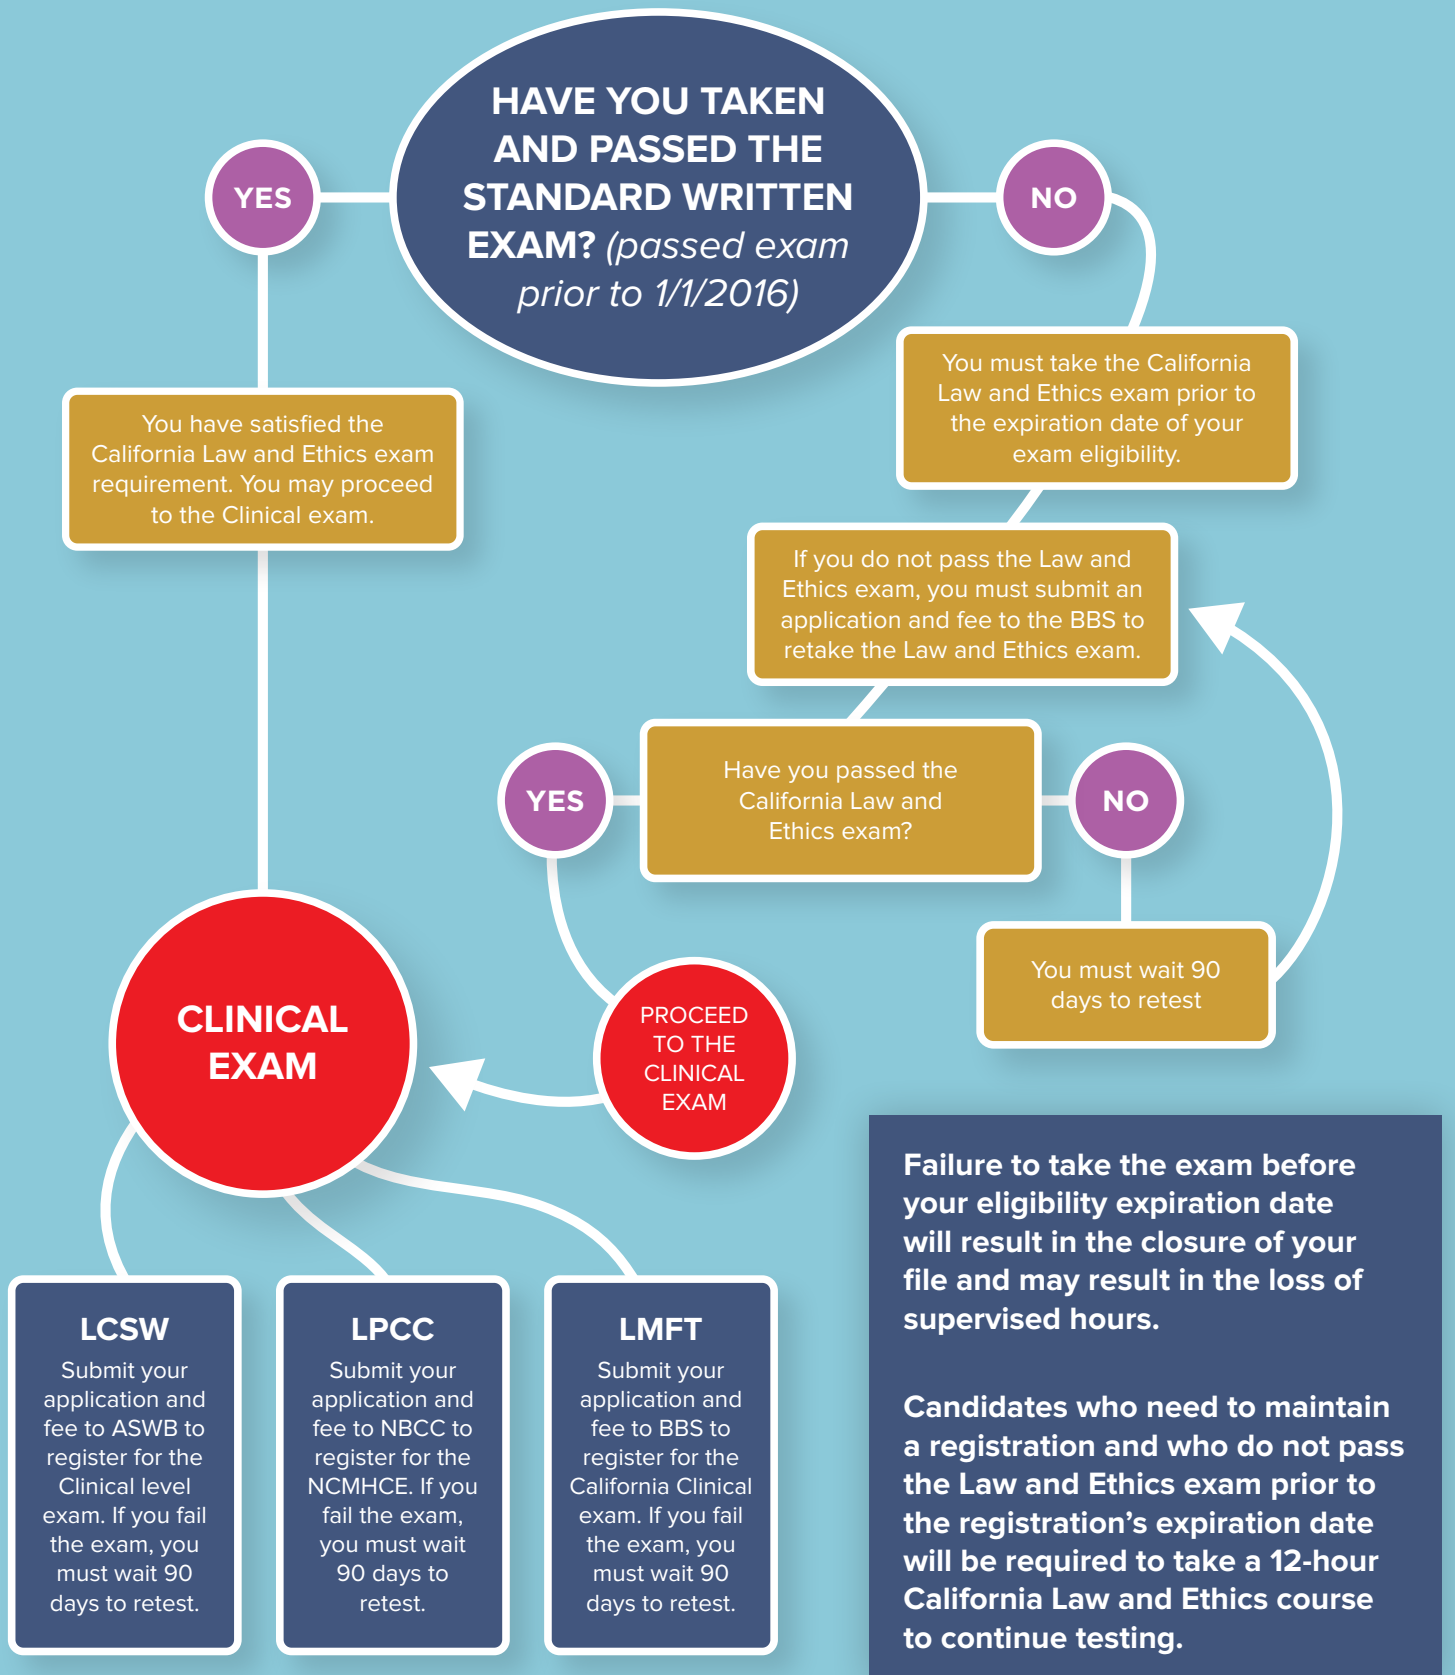 HAVE YOU TAKEN
AND PASSED THE
STANDARD WRITTEN
EXAM? (passed exam
prior to 1/1/2016)
YES
NO
You have satisfied the
California Law and Ethics exam
requirement. You may proceed
to the Clinical exam.
You must take the California
Law and Ethics exam prior to
the expiration date of your
exam eligibility.
If you do not pass the Law and
Ethics exam, you must submit an
application and fee to the BBS to
retake the Law and Ethics exam.
YES
Have you passed the
California Law and
Ethics exam?
NO
You must wait 90
days to retest
PROCEED
TO THE
CLINICAL
EXAM
CLINICAL
EXAM
LCSW
Submit your
application and
fee to ASWB to
register for the
Clinical level
exam. If you fail
the exam, you
must wait 90
days to retest.
LPCC
Submit your
application and
fee to NBCC to
register for the
NCMHCE. If you
fail the exam,
you must wait
90 days to
retest.
LMFT
Submit your
application and
fee to BBS to
register for the
California Clinical
exam. If you fail
the exam, you
must wait 90
days to retest.
Failure to take the exam before
your eligibility expiration date
will result in the closure of your
file and may result in the loss of
supervised hours.
Candidates who need to maintain
a registration and who do not pass
the Law and Ethics exam prior to
the registration’s expiration date
will be required to take a 12-hour
California Law and Ethics course
to continue testing.